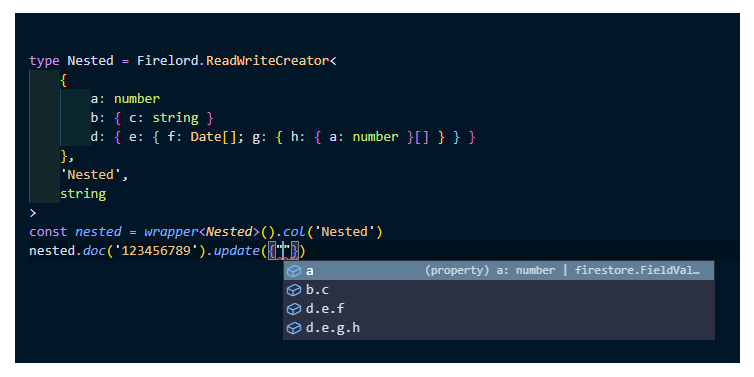 type Nested = Firelord.ReadWriteCreator<
    {
        a: number
        b: { c: string }
        d: { e: { f: Date[]; g: { h: { a: number }[] } } }
    },
    'Nested',
    string
>
const nested = wrapper<Nested>().col('Nested')
nested.doc('123456789').update({""})
a (property) a: number | firestore.FieldVal…
b.c
d.e.f
d.e.g.h